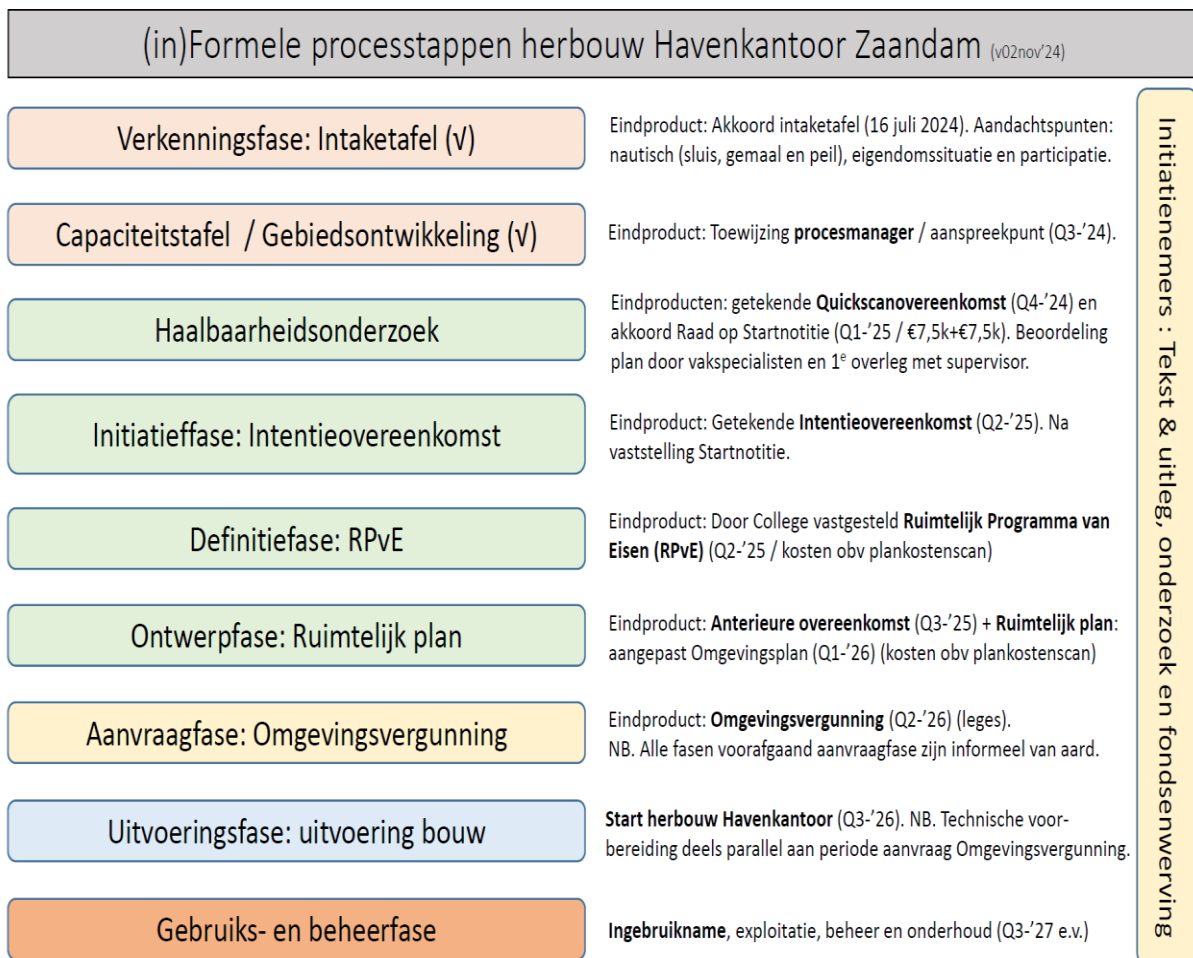 (in)Formele processtappen herbouw Havenkantoor Zaandam (v02nov'24)
Verkenningsfase: Intaketafel (√)
Eindproduct: Akkoord intaketafel (16 juli 2024). Aandachtspunten:
nautisch (sluis, gemaal en peil), eigendomssituatie en participatie.
Capaciteitstafel / Gebiedsontwikkeling (√)
Eindproduct: Toewijzing procesmanager / aanspreekpunt (Q3-'24).
Haalbaarheidsonderzoek
Eindproducten: getekende Quickscanovereenkomst (Q4-'24) en
akkoord Raad op Startnotitie (Q1-'25 / €7,5k+€7,5k). Beoordeling
plan door vakspecialisten en 1e overleg met supervisor.
Initiatieffase: Intentieovereenkomst
Eindproduct: Getekende Intentieovereenkomst (Q2-'25). Na
vaststelling Startnotitie.
Definitiefase: RPvE
Eindproduct: Door College vastgesteld Ruimtelijk Programma van
Eisen (RPvE) (Q2-'25 / kosten obv plankostenscan)
Ontwerpfase: Ruimtelijk plan
Eindproduct: Anterieure overeenkomst (Q3-'25) + Ruimtelijk plan:
aangepast Omgevingsplan (Q1-'26) (kosten obv plankostenscan)
Aanvraagfase: Omgevingsvergunning
Eindproduct: Omgevingsvergunning (Q2-'26) (leges).
NB. Alle fasen voorafgaand aanvraagfase zijn informeel van aard.
Uitvoeringsfase: uitvoering bouw
Start herbouw Havenkantoor (Q3-'26). NB. Technische voor-
bereiding deels parallel aan periode aanvraag Omgevingsvergunning.
Gebruiks- en beheerfase
Ingebruikname, exploitatie, beheer en onderhoud (Q3-'27 e.v.)
Initiatienemers : Tekst & uitleg, onderzoek en fondsenwerving